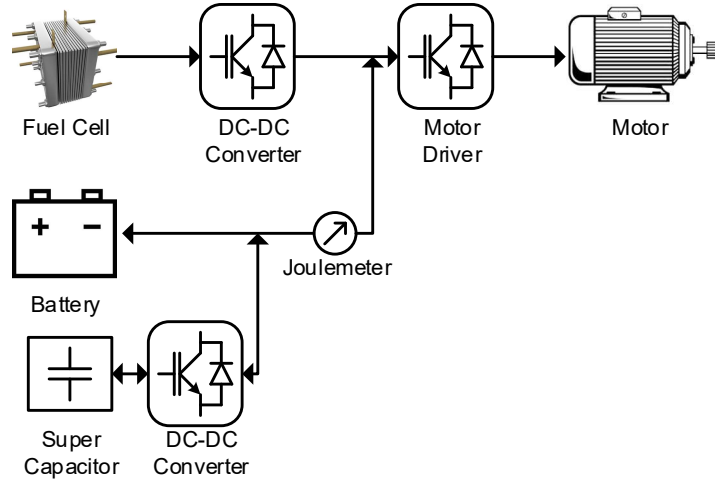 Fuel Cell
DC-DC
Converter
Motor
Driver
Motor
+ −
Joulemeter
Battery
Super
Capacitor
DC-DC
Converter